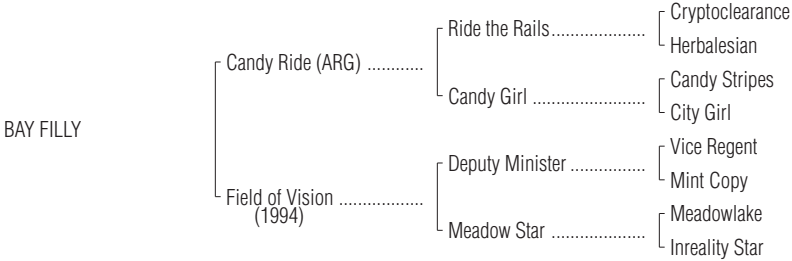 Cryptoclearance
Ride the Rails......................
Herbalesian
Candy Ride (ARG) ............
Candy Stripes
Candy Girl .........................
City Girl
BAY FILLY
Vice Regent
Deputy Minister .................
Mint Copy
Field of Vision ...................
(1994)
Meadowlake
Meadow Star .....................
Inreality Star